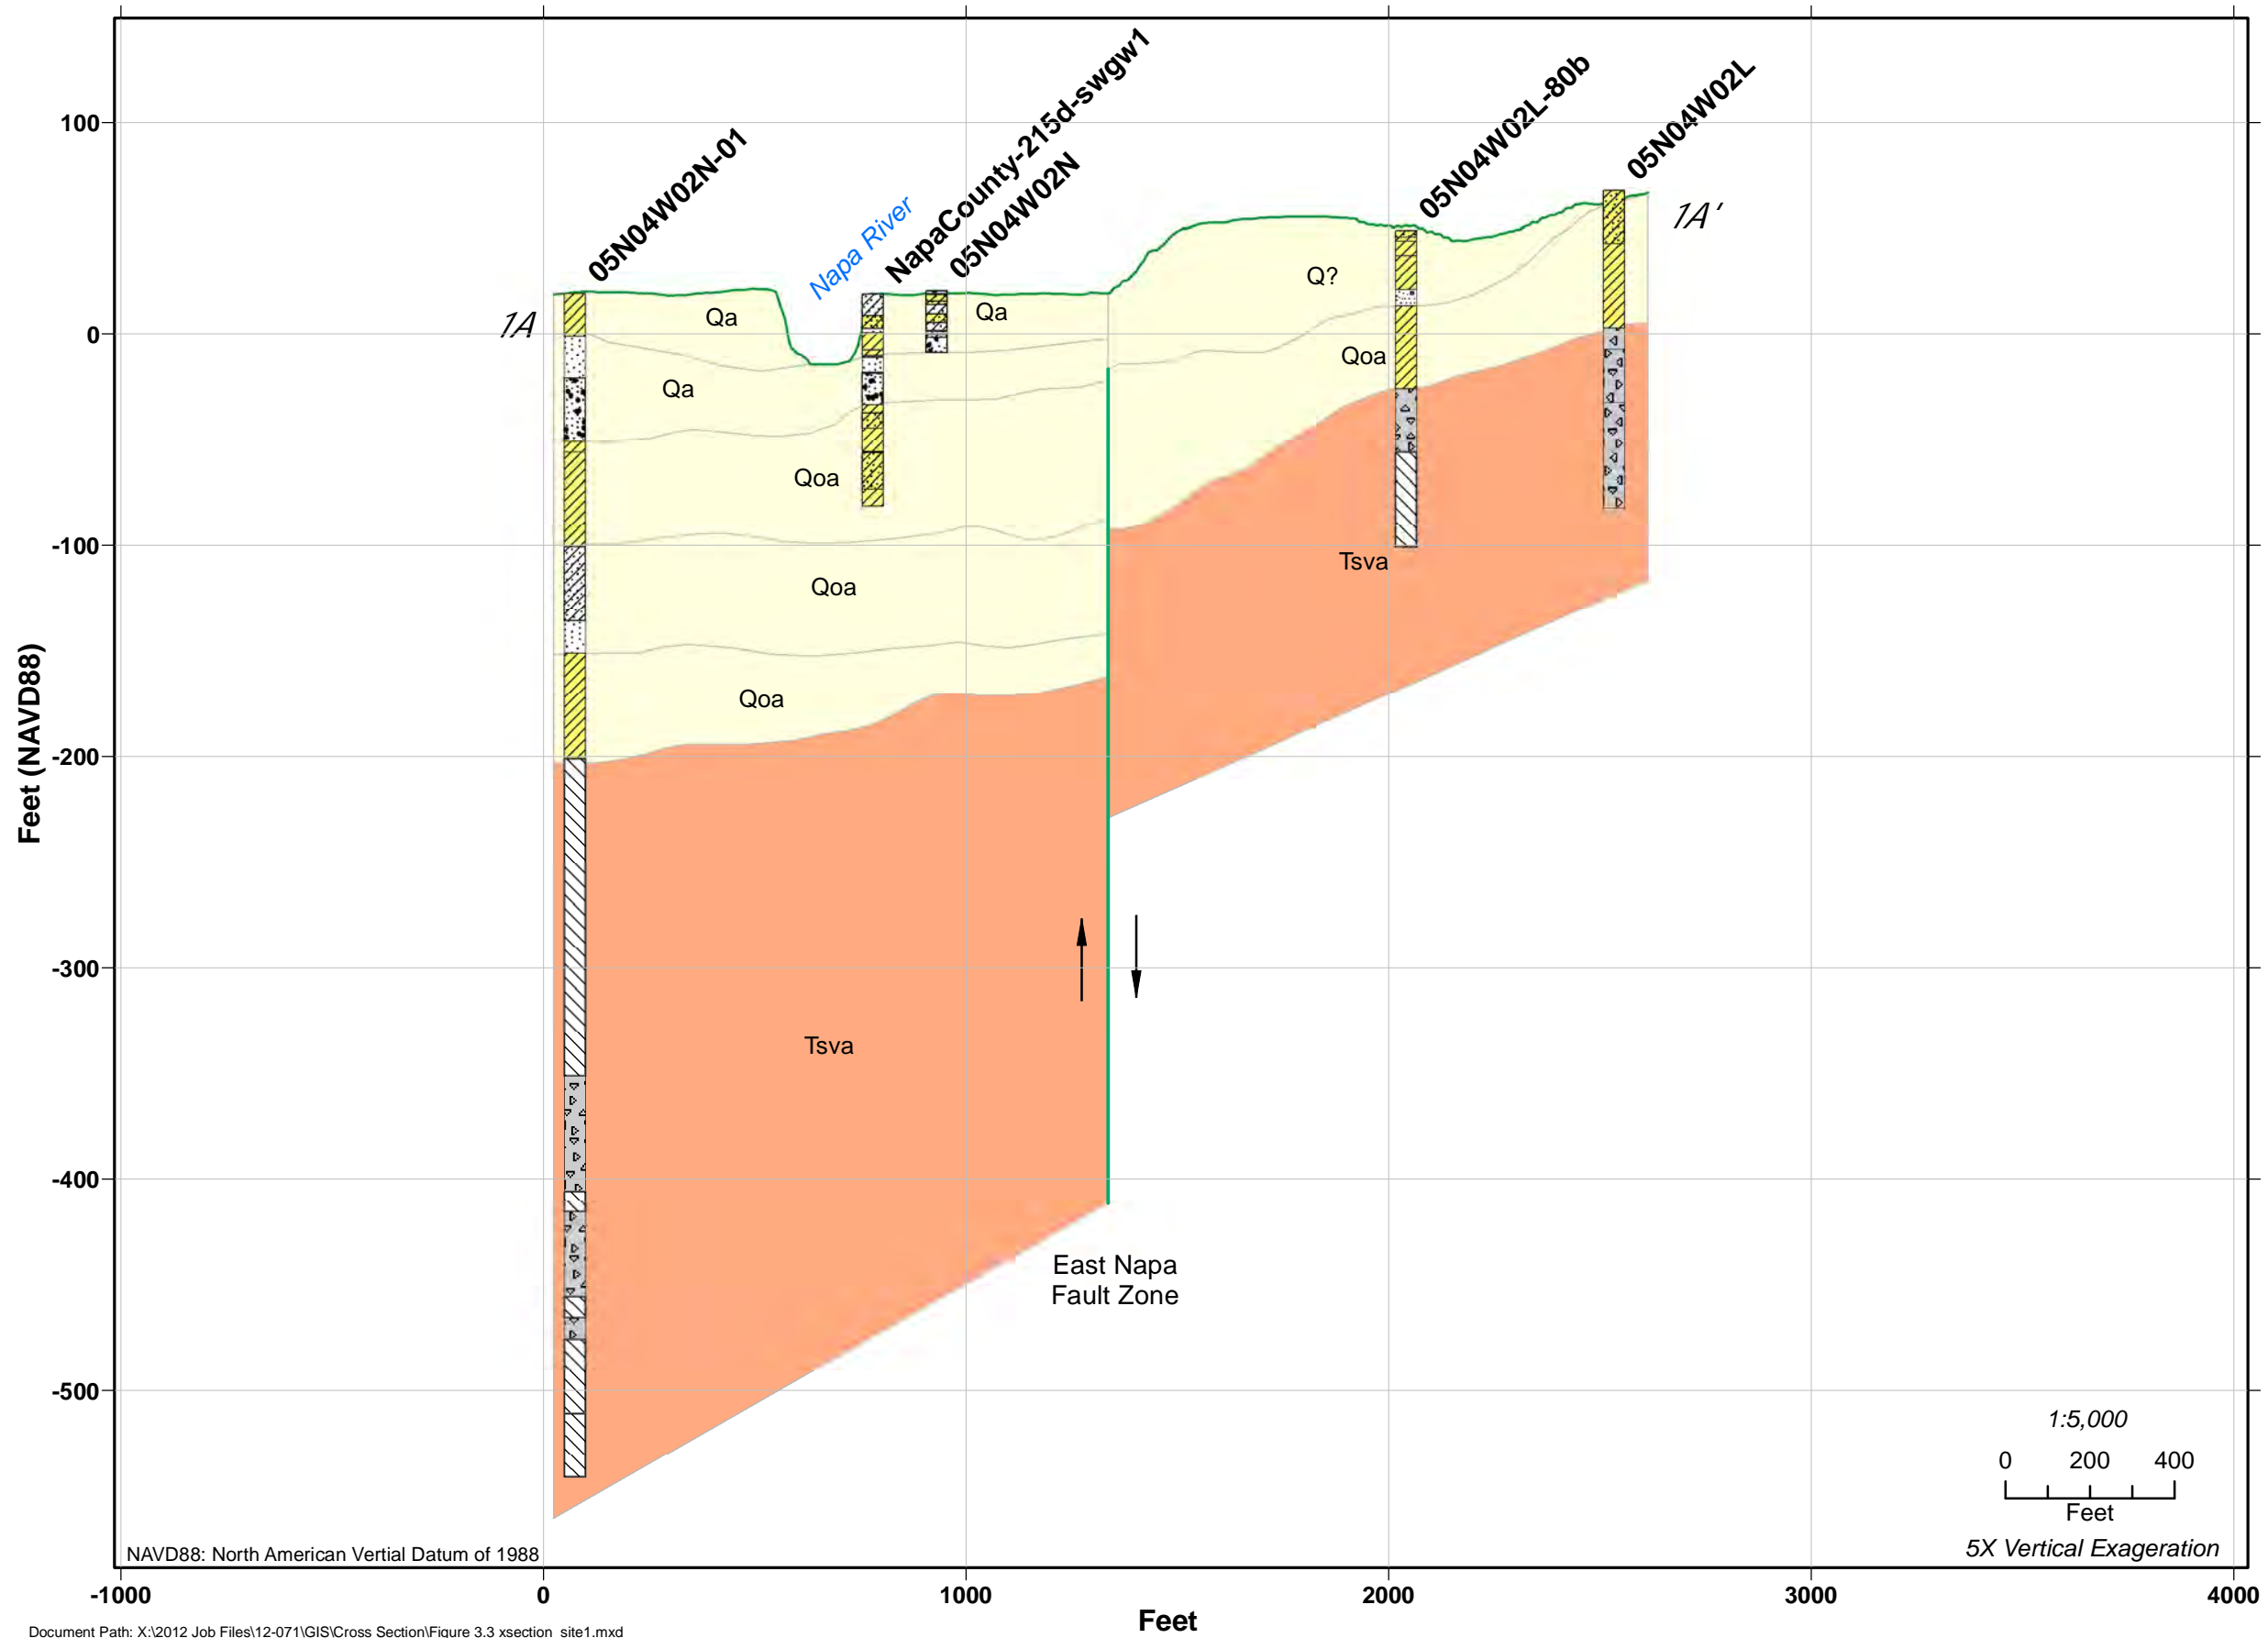 05N04W02N-01
Napa River
NapaCounty-215d-swgw1
05N04W02N
05N04W02L-80b
05N04W02L
1A
1A'
100
0
-100
-200
-300
-400
-500
Feet (NAVD88)
Qa
Qa
Q?
Qa
Qoa
Qoa
Tsva
Qoa
Qoa
Tsva
East Napa
Fault Zone
1:5,000
0 200 400
Feet
5X Vertical Exageration
NAVD88: North American Vertial Datum of 1988
-1000 0 1000 2000 3000 4000
Feet
Document Path: X:\2012 Job Files\12-071\GIS\Cross Section\Figure 3.3 xsection_site1.mxd